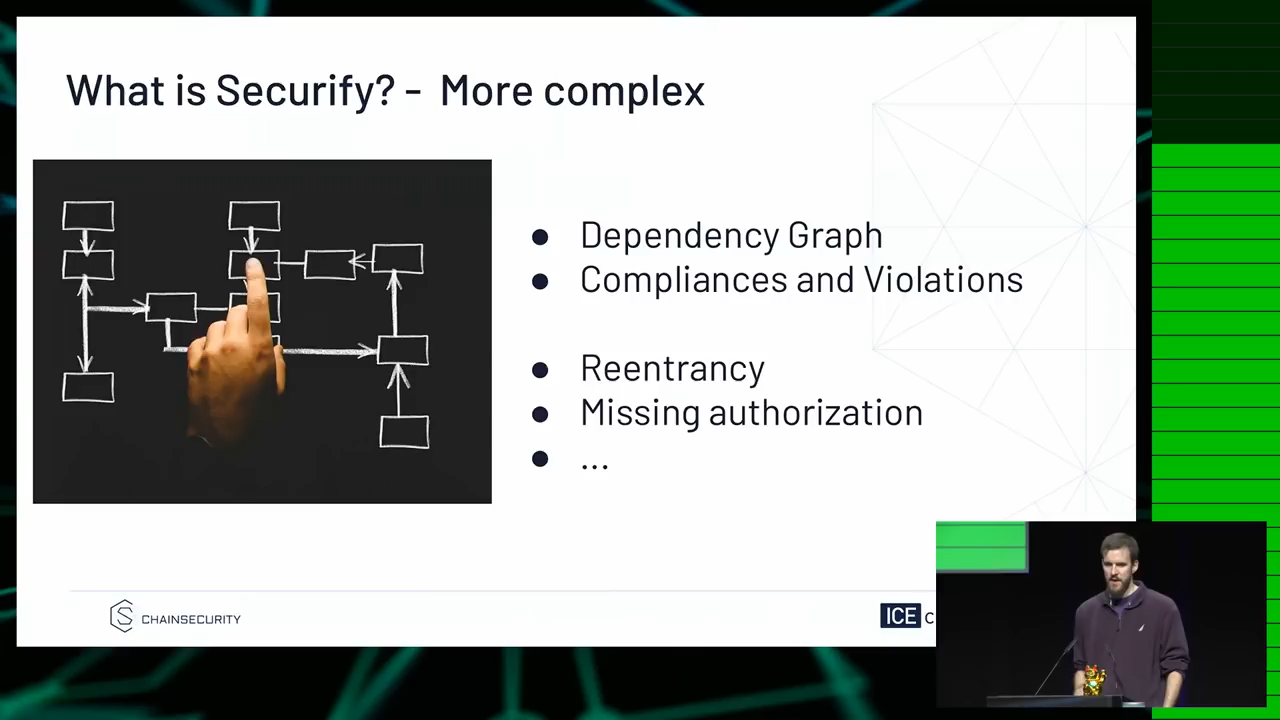 What is Securify? - More complex
● Dependency Graph
● Compliances and Violations
● Reentrancy
● Missing authorization
● ...
CHAINSECURITY
ICE c